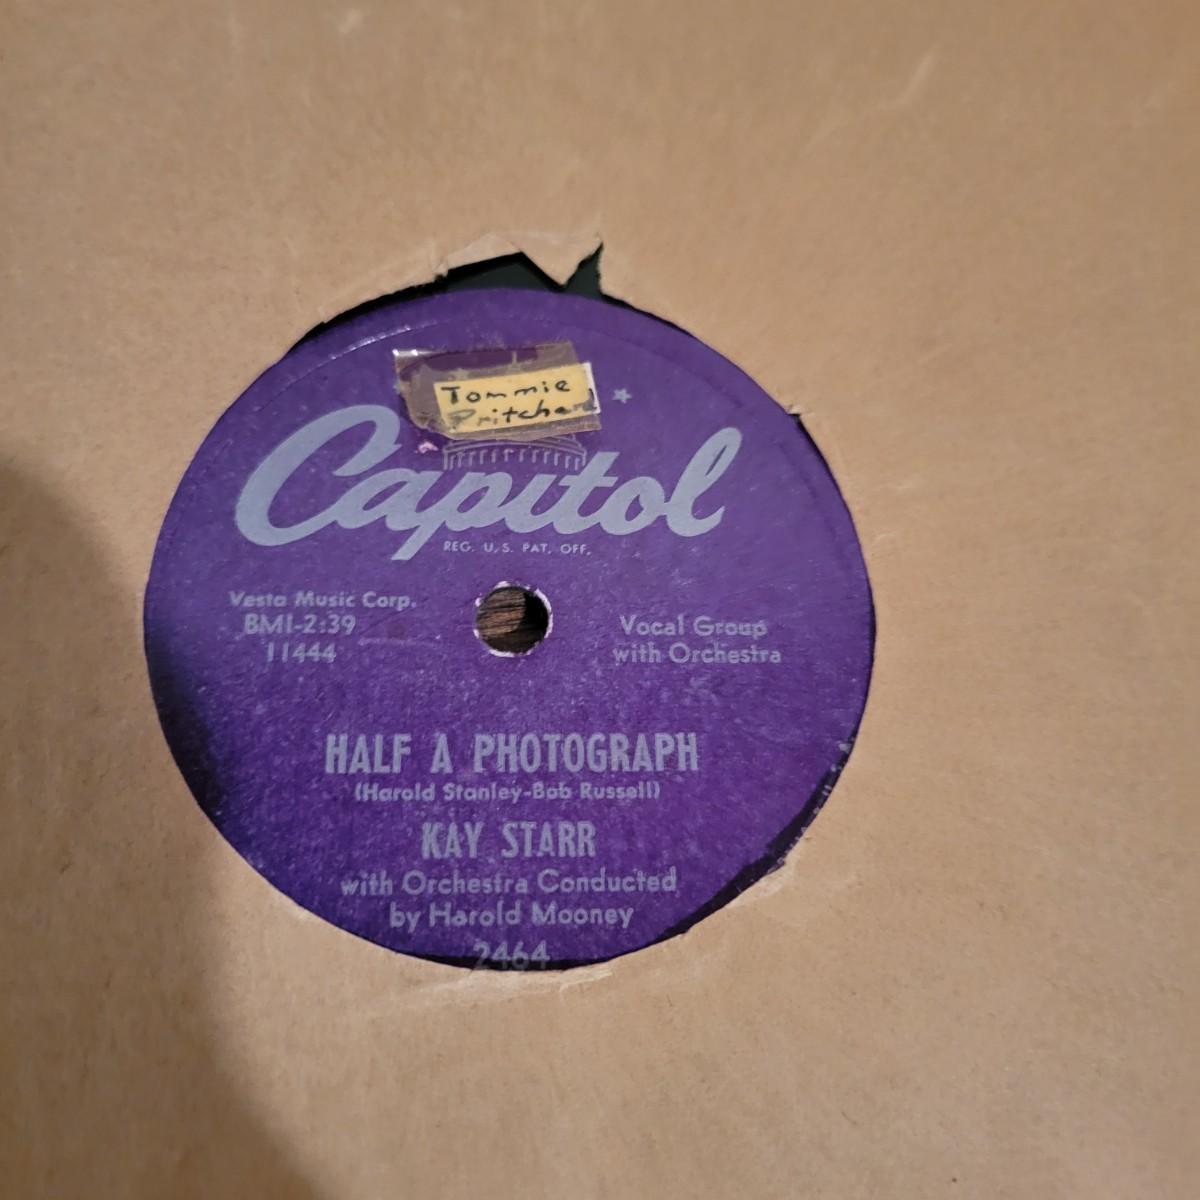 Tommie
Pritchard
Capitol
REG. U.S. PAT. OFF.
Vesta Music Corp.
BMI-2:39
11444
Vocal Group
with Orchestra
HALF A PHOTOGRAPH
(Harold Stanley-Bob Russell)
KAY STARR
with Orchestra Conducted
by Harold Mooney
2464